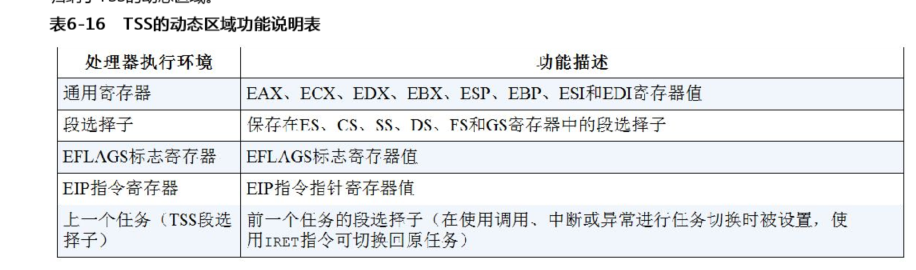 表6-16 TSS的动态区域功能说明表
处理器执行环境 功能描述
通用寄存器 EAX、ECX、EDX、EBX、ESP、EBP、ESI和EDI寄存器值
段选择子 保存在ES、CS、SS、DS、FS和GS寄存器中的段选择子
EFLAGS标志寄存器 EFLAGS标志寄存器值
EIP指令寄存器 EIP指令指针寄存器值
上一个任务（TSS段选 前一个任务的段选择子（在使用调用、中断或异常进行任务切换时被设置，使
择子） 用IRET指令可切换回原任务）